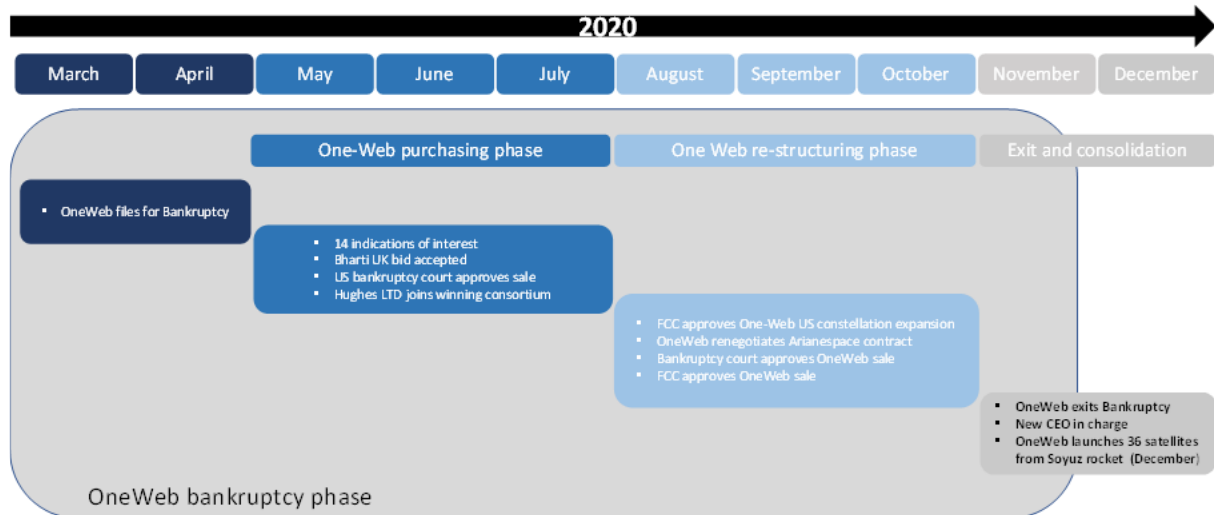 2020
March
April
May
June
July
August
September
October
November
December
One-Web purchasing phase
One Web re-structuring phase
Exit and consolidation
▪ OneWeb files for Bankruptcy
▪ 14 indications of interest
▪ Bharti UK bid accepted
▪ US bankruptcy court approves sale
▪ Hughes LTD joins winning consortium
▪ FCC approves One-Web US constellation expansion
▪ OneWeb renegotiates Arianespace contract
▪ Bankruptcy court approves OneWeb sale
▪ FCC approves OneWeb sale
▪ OneWeb exits Bankruptcy
▪ New CEO in charge
▪ OneWeb launches 36 satellites
from Soyuz rocket (December)
OneWeb bankruptcy phase